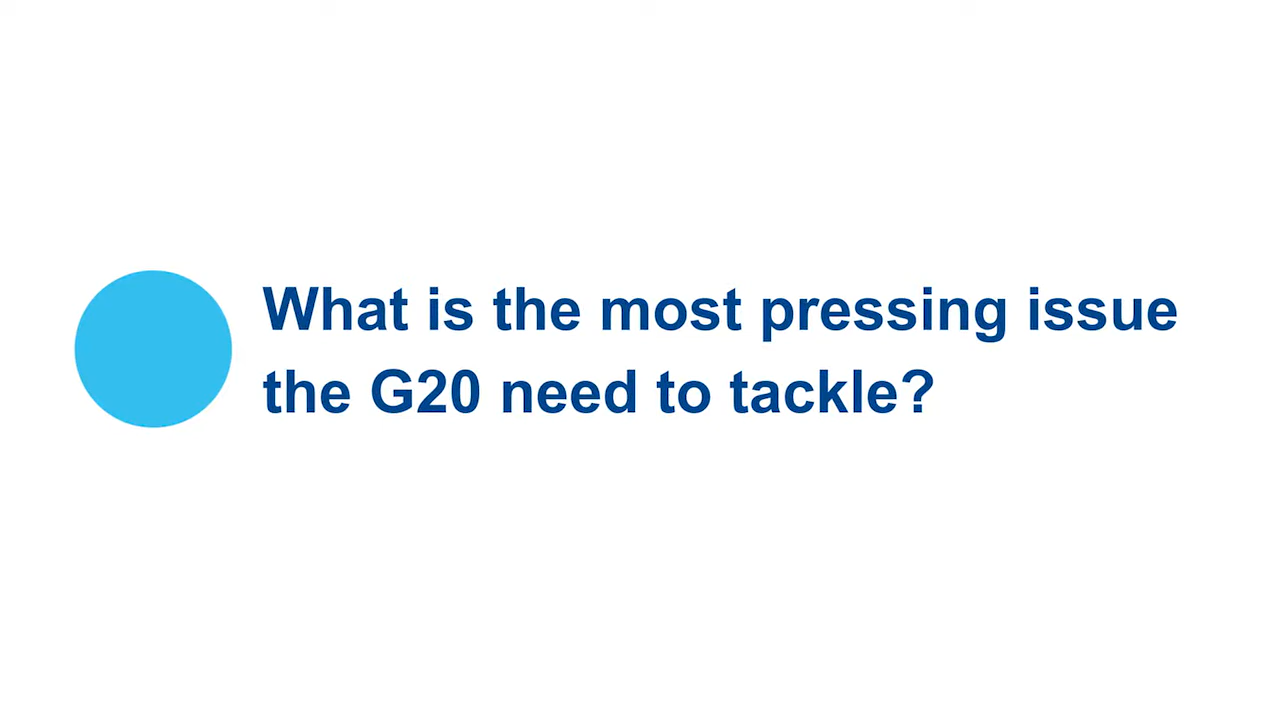 What is the most pressing issue
the G20 need to tackle?